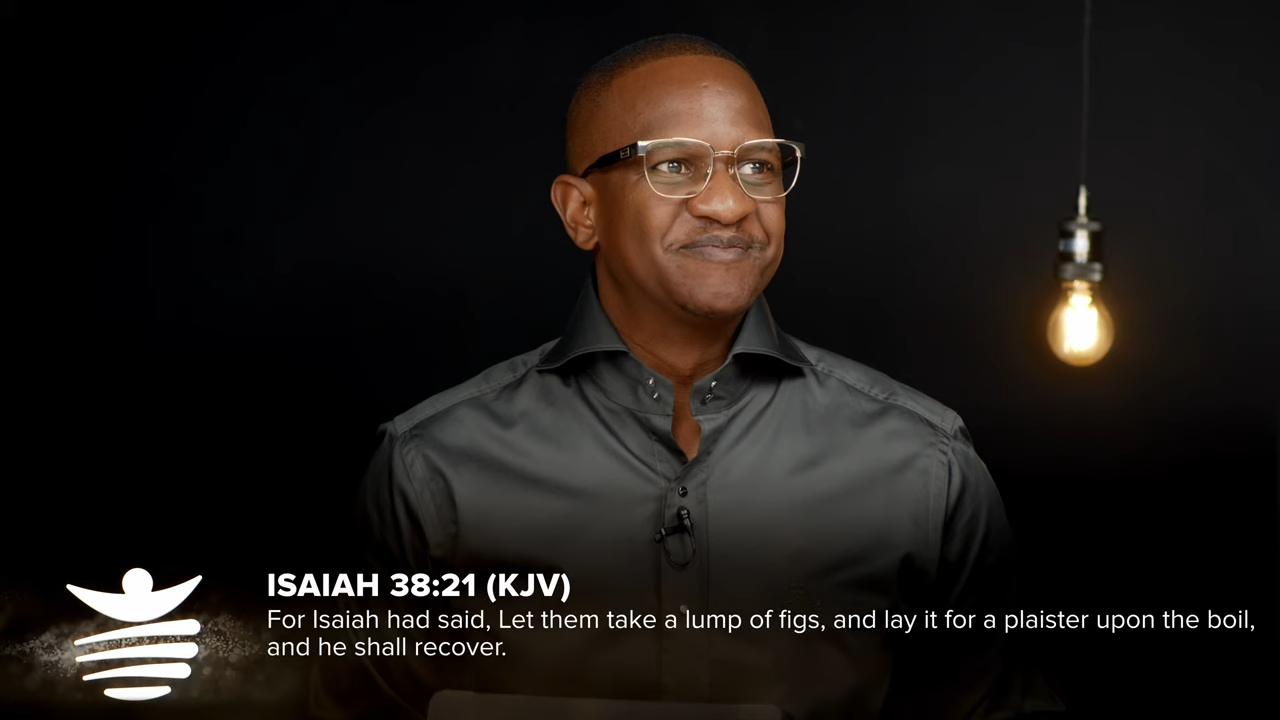 ISAIAH 38:21 (KJV)
For Isaiah had said, Let them take a lump of figs, and lay it for a plaister upon the boil,
and he shall recover.